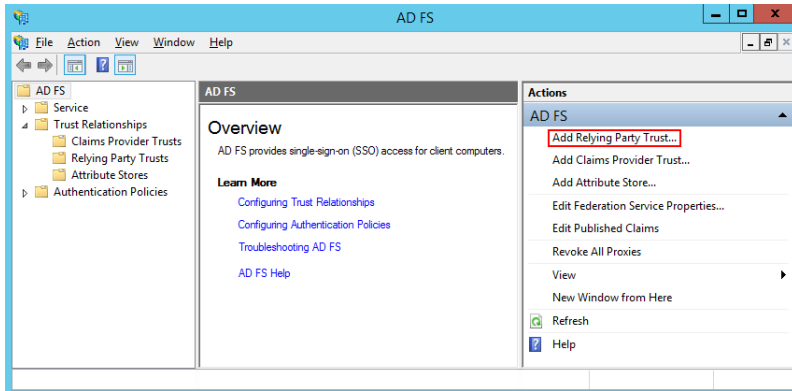 AD FS
File Action View Window Help
AD FS
Service
Trust Relationships
Claims Provider Trusts
Relying Party Trusts
Attribute Stores
Authentication Policies
AD FS
Overview
AD FS provides single-sign-on (SSO) access for client computers.
Learn More
Configuring Trust Relationships
Configuring Authentication Policies
Troubleshooting AD FS
AD FS Help
Actions
AD FS
Add Relying Party Trust...
Add Claims Provider Trust...
Add Attribute Store...
Edit Federation Service Properties...
Edit Published Claims
Revoke All Proxies
View
New Window from Here
Refresh
Help